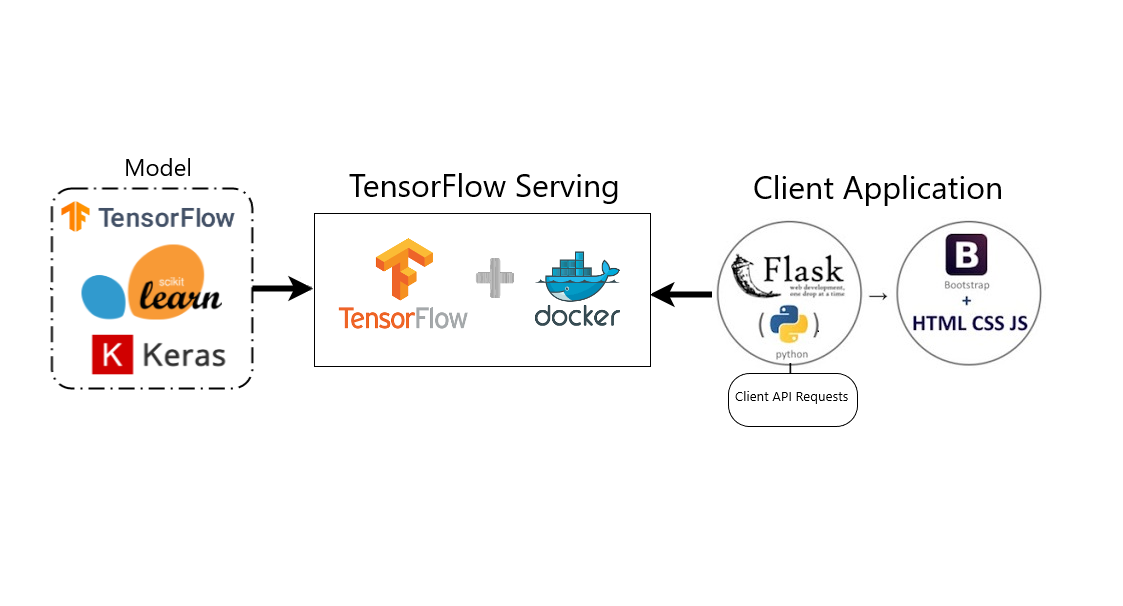 Model
TensorFlow
scikit
learn
K Keras
TensorFlow Serving
TensorFlow
docker
Client Application
Flask
web development,
one drop at a time
( )
python
Client API Requests
B
Bootstrap
+
HTML CSS JS